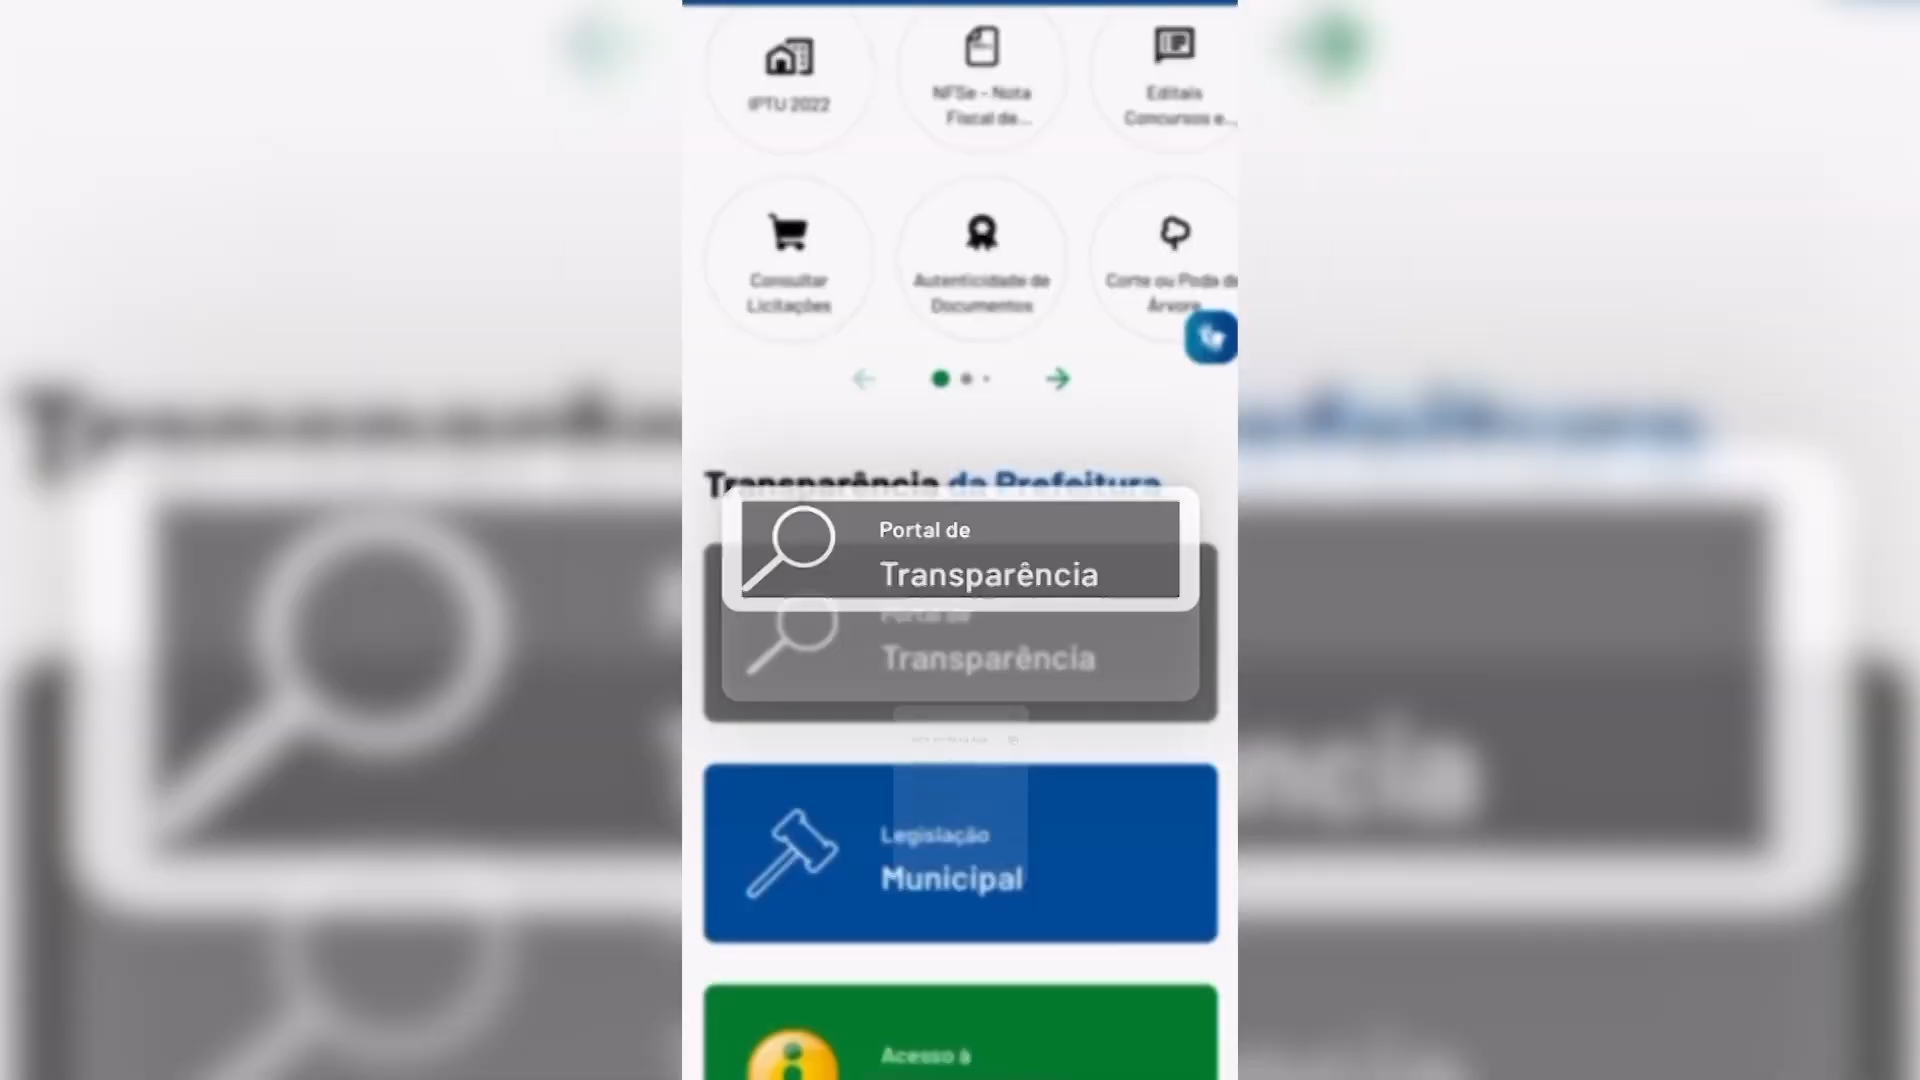 IPTU 2022
NFSe - Nota
Fiscal de...
Editais
Concursos e...
Consultar
Licitações
Autenticidade de
Documentos
Corte ou Poda de
Árvore
Transparência da Prefeitura
Portal de
Transparência
Portal de
Transparência
Legislação
Municipal
Acesso à